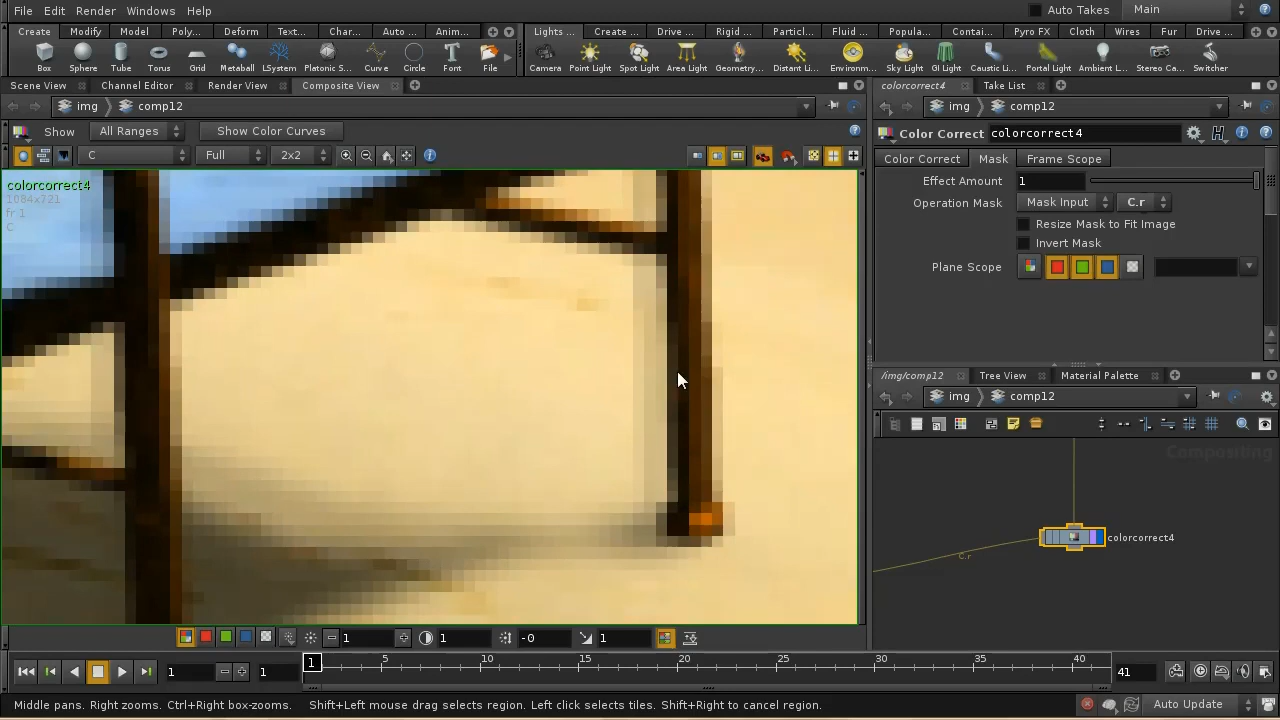 File Edit Render Windows Help Auto Takes Main
Create Modify Model Poly... Deform Text... Char... Auto ... Anim... Lights ... Create ... Drive ... Rigid ... Particl... Fluid ... Popula... Contai... Pyro FX Cloth Wires Fur Drive ...
Box Sphere Tube Torus Grid Metaball LSystem Platonic S... Curve Circle Font File Camera Point Light Spot Light Area Light Geometry... Distant Li... Environm... Sky Light GI Light Caustic Li... Portal Light Ambient L... Stereo Ca... Switcher
Scene View Channel Editor Render View Composite View
img comp12
Show All Ranges Show Color Curves
C Full 2x2
colorcorrect4
1084x721
fr 1
C
1 1 -0 1
colorcorrect4 Take List
img comp12
Color Correct colorcorrect4
Color Correct Mask Frame Scope
Effect Amount 1
Operation Mask Mask Input C.r
Resize Mask to Fit Image
Invert Mask
Plane Scope
/img/comp12 Tree View Material Palette
img comp12
Compositing
colorcorrect4
C.r
1 1 1 5 10 15 20 25 30 35 40 41
Middle pans. Right zooms. Ctrl+Right box-zooms. Shift+Left mouse drag selects region. Left click selects tiles. Shift+Right to cancel region. Auto Update